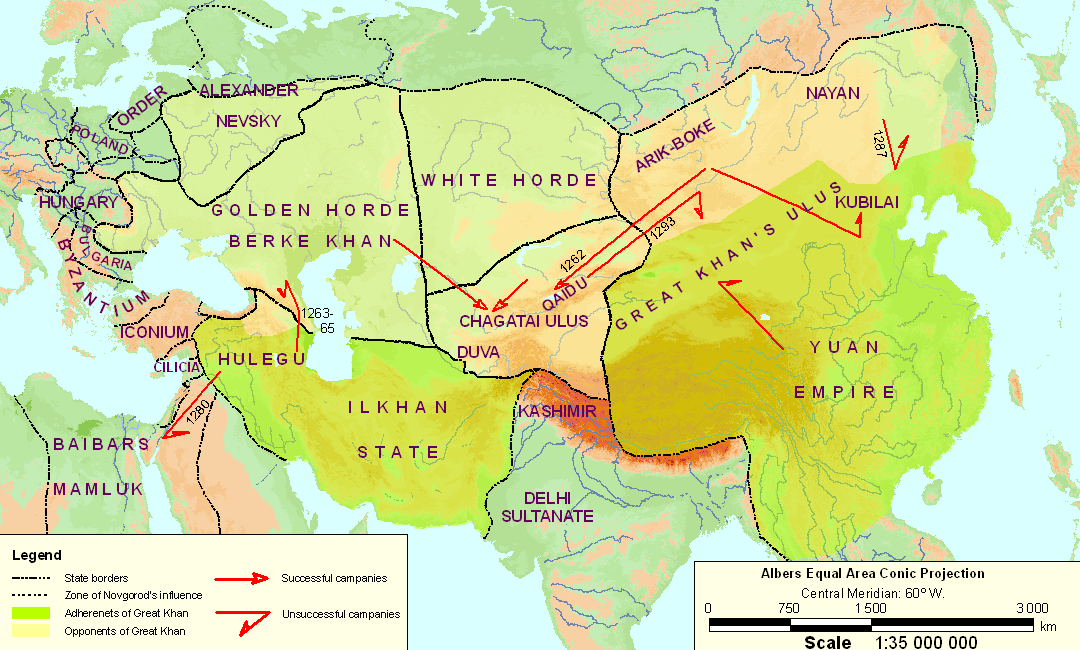 ALEXANDER
NEVSKY
ORDER
POLAND
HUNGARY
BULGARIA
BYZANTIUM
ICONIUM
CILICIA
GOLDEN HORDE
BERKE KHAN
WHITE HORDE
ARIK-BOKE
NAYAN
1287
KUBILAI
GREAT KHAN'S ULUS
1293
1262
QAIDU
CHAGATAI ULUS
DUVA
1263-
65
HULEGU
1280
ILKHAN
STATE
KASHIMIR
YUAN
EMPIRE
BAIBARS
MAMLUK
DELHI
SULTANATE
Legend
State borders
Zone of Novgorod's influence
Adherenets of Great Khan
Opponents of Great Khan
Successful campaigns
Unsuccessful campaigns
Albers Equal Area Conic Projection
Central Meridian: 60° W.
0 750 1 500 3 000
km
Scale 1:35 000 000